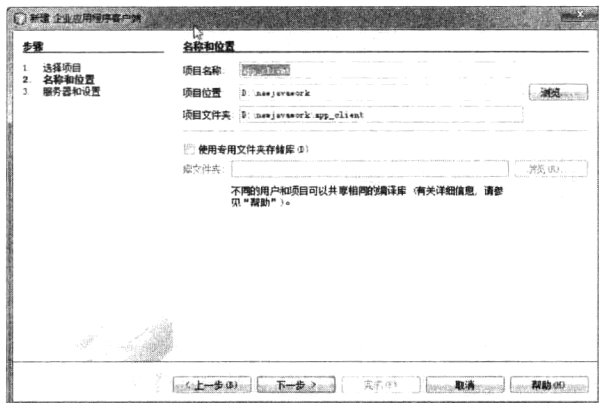 新建 企业应用程序客户端
步骤
1. 选择项目
2. 名称和位置
3. 服务器和设置
名称和位置
项目名称:
项目位置 D:\newjavawork 浏览
项目文件夹: D:\newjavawork\app_client
使用专用文件夹存储库(D)
库文件夹: 浏览(R).
不同的用户和项目可以共享相同的编译库 (有关详细信息, 请参
见“帮助”)。
< 上一步(B) 下一步 > 完成(F) 取消 帮助(H)